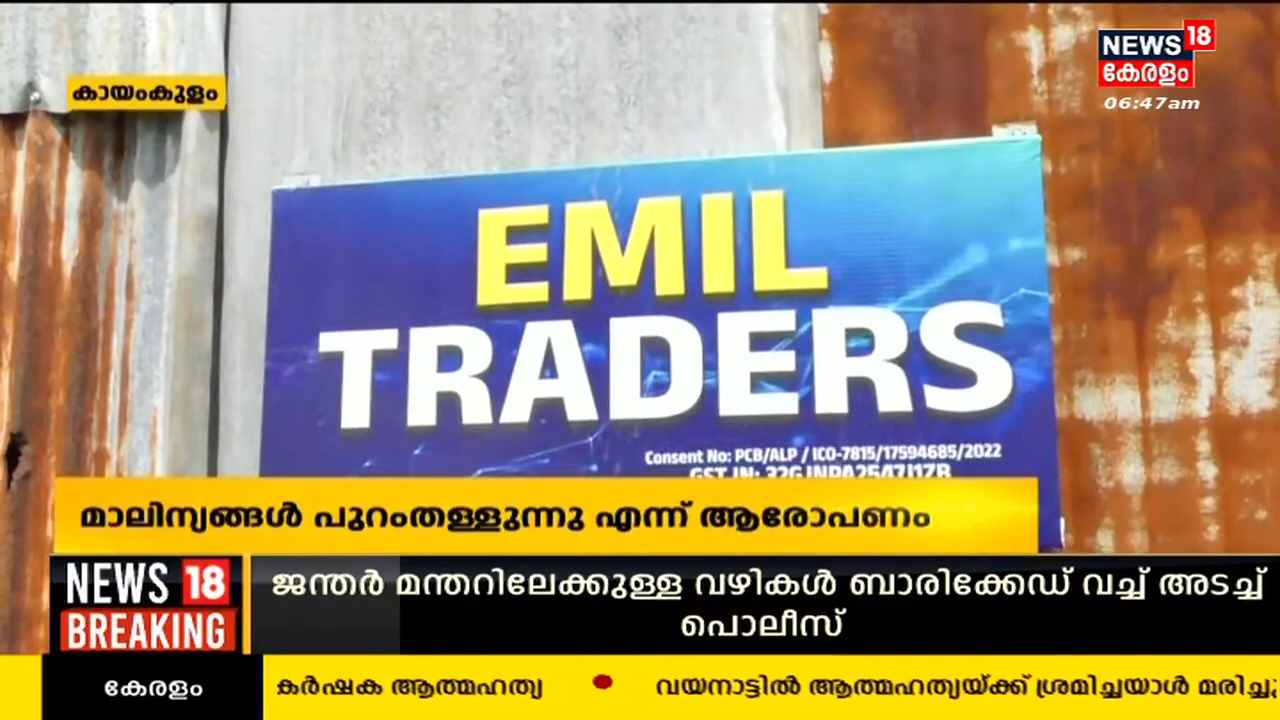 NEWS 18
കേരളം
06:47am
കായംകുളം
EMIL
TRADERS
Consent No: PCB/ALP / ICO-7815/17594685/2022
മാലിന്യങ്ങൾ പുറംതള്ളുന്നു എന്ന് ആരോപണം
NEWS 18
BREAKING
ജന്തർ മന്തറിലേക്കുള്ള വഴികൾ ബാരിക്കേഡ് വച്ച് അടച്ച്
പൊലീസ്
കേരളം
കർഷക ആത്മഹത്യ
വയനാട്ടിൽ ആത്മഹത്യയ്ക്ക് ശ്രമിച്ചയാൾ മരിച്ചു;